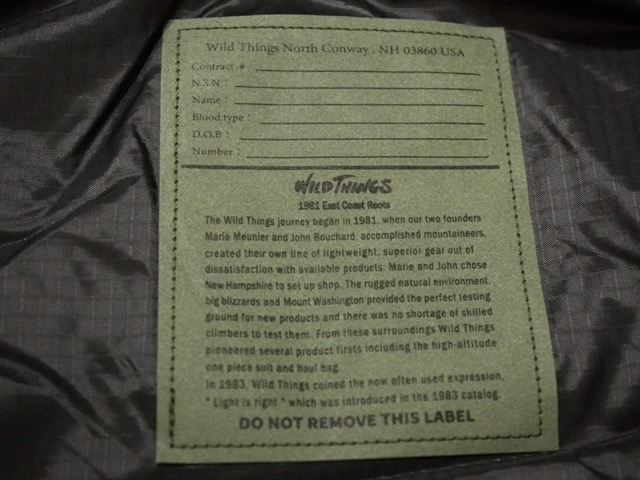 Wild Things North Conway . NH 03860 USA
Contract #
N.S.N :
Name :
Blood type :
D.O.B :
Number :
WILD THINGS
1981 East Coast Roots
The Wild Things journey began in 1981, when our two founders
Marie Meunier and John Bouchard, accomplished mountaineers,
created their own line of lightweight, superior gear out of
dissatisfaction with available products. Marie and John chose
New Hampshire to set up shop. The rugged natural environment,
big blizzards and Mount Washington provided the perfect testing
ground for new products and there was no shortage of skilled
climbers to test them. From these surroundings Wild Things
pioneered several product firsts including the high-altitude
one piece suit and haul bag.
In 1983, Wild Things coined the now often used expression,
" Light is right " which was introduced in the 1983 catalog.
DO NOT REMOVE THIS LABEL